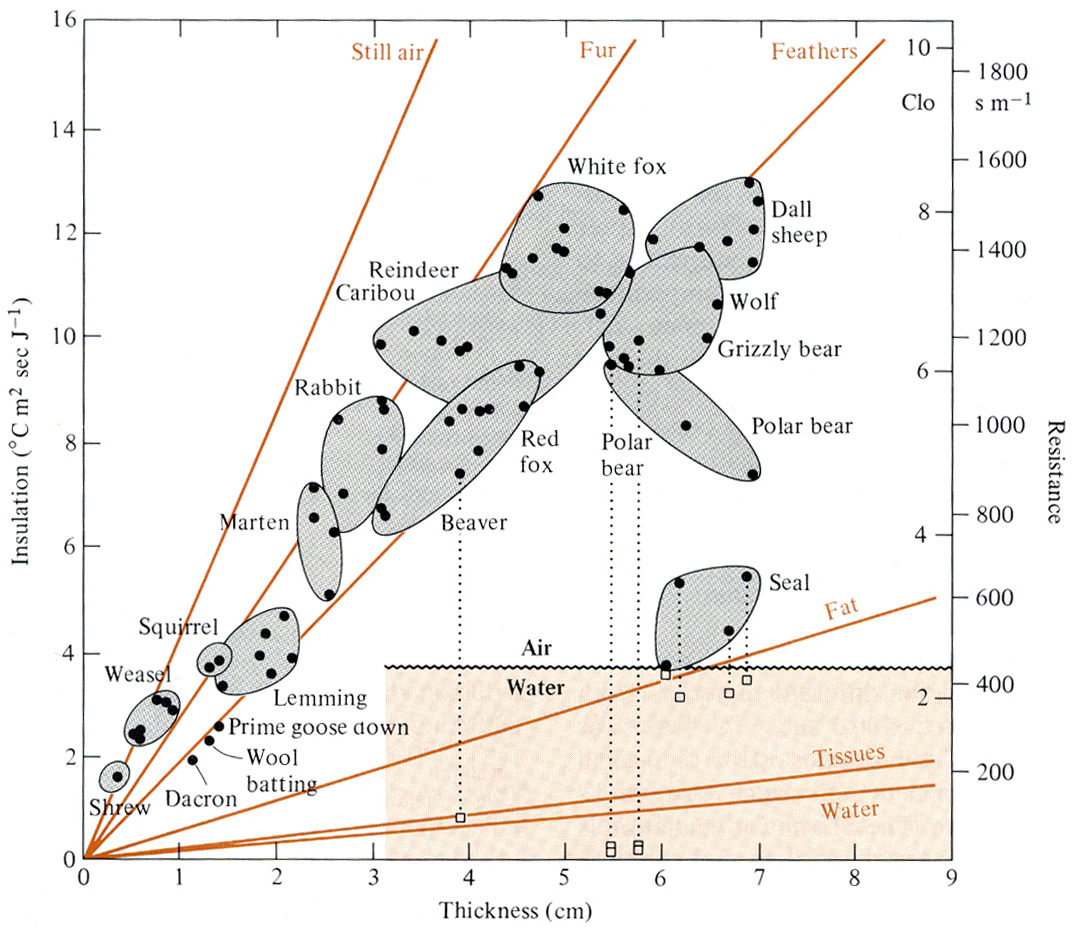 16
14
12
10
8
6
4
2
0
Insulation (°C m² sec J⁻¹)
Still air
Fur
Feathers
10
Clo
8
6
4
2
1800
s m⁻¹
1600
1400
1200
1000
800
600
400
200
Resistance
White fox
Dall
sheep
Reindeer
Caribou
Wolf
Grizzly bear
Rabbit
Polar bear
Polar
bear
Red
fox
Beaver
Marten
Seal
Fat
Squirrel
Weasel
Lemming
Air
Water
Prime goose down
Wool
batting
Dacron
Shrew
Tissues
Water
0 1 2 3 4 5 6 7 8 9
Thickness (cm)